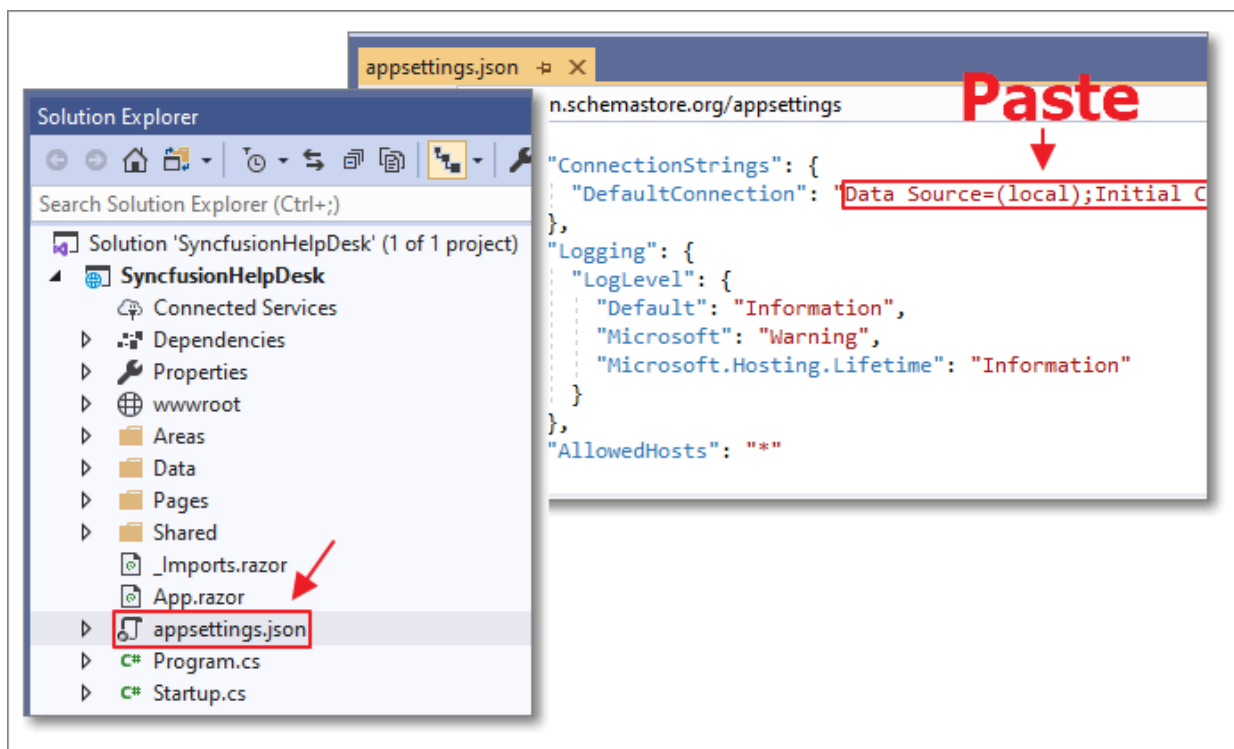 appsettings.json
n.schemastore.org/appsettings
Paste
"ConnectionStrings": {
"DefaultConnection": "Data Source=(local);Initial C
},
"Logging": {
"LogLevel": {
"Default": "Information",
"Microsoft": "Warning",
"Microsoft.Hosting.Lifetime": "Information"
}
},
"AllowedHosts": "*"
Solution Explorer
Search Solution Explorer (Ctrl+;)
Solution 'SyncfusionHelpDesk' (1 of 1 project)
SyncfusionHelpDesk
Connected Services
Dependencies
Properties
wwwroot
Areas
Data
Pages
Shared
_Imports.razor
App.razor
appsettings.json
C# Program.cs
C# Startup.cs